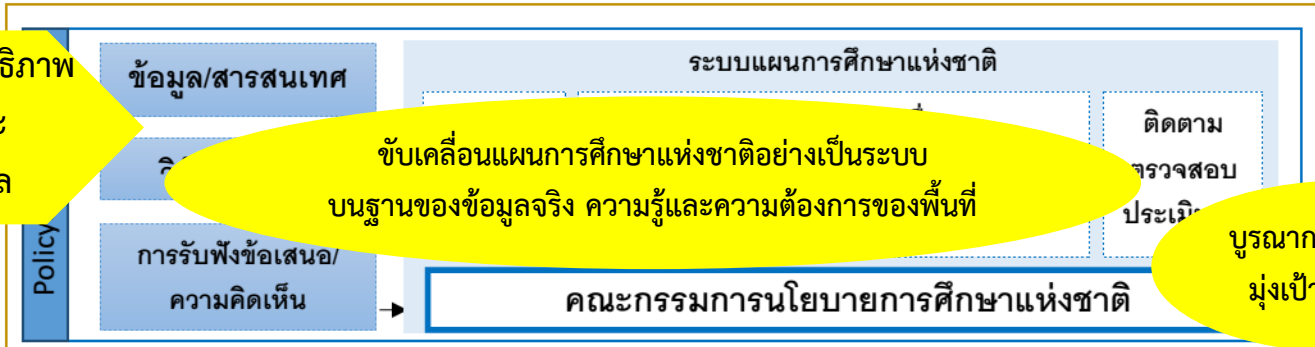 Policy
ข้อมูล/สารสนเทศ
การรับฟังข้อเสนอ/
ความคิดเห็น
ระบบแผนการศึกษาแห่งชาติ
ขับเคลื่อนแผนการศึกษาแห่งชาติอย่างเป็นระบบ
บนฐานของข้อมูลจริง ความรู้และความต้องการของพื้นที่
ติดตาม
ตรวจสอบ
คณะกรรมการนโยบายการศึกษาแห่งชาติ